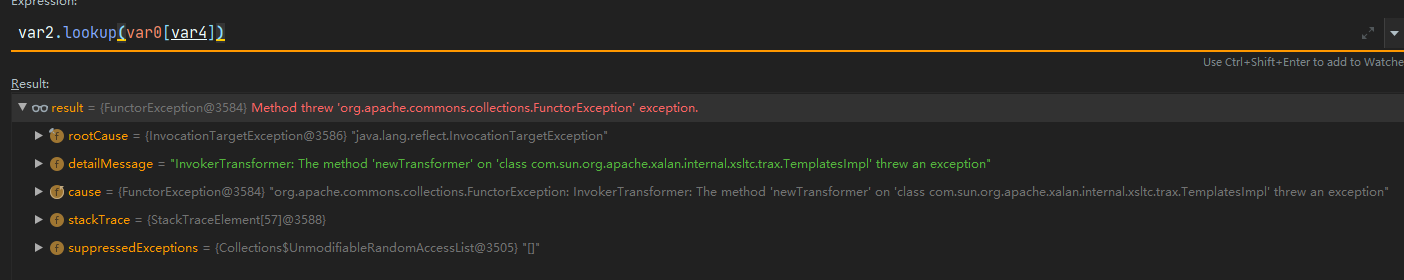 Expression:
var2.lookup(var0[var4])
Use Ctrl+Shift+Enter to add to Watche
Result:
result = {FunctorException@3584} Method threw 'org.apache.commons.collections.FunctorException' exception.
f rootCause = {InvocationTargetException@3586} "java.lang.reflect.InvocationTargetException"
f detailMessage = "InvokerTransformer: The method 'newTransformer' on 'class com.sun.org.apache.xalan.internal.xsltc.trax.TemplatesImpl' threw an exception"
f cause = {FunctorException@3584} "org.apache.commons.collections.FunctorException: InvokerTransformer: The method 'newTransformer' on 'class com.sun.org.apache.xalan.internal.xsltc.trax.TemplatesImpl' threw an exception"
f stackTrace = {StackTraceElement[57]@3588}
f suppressedExceptions = {Collections$UnmodifiableRandomAccessList@3505} "[]"